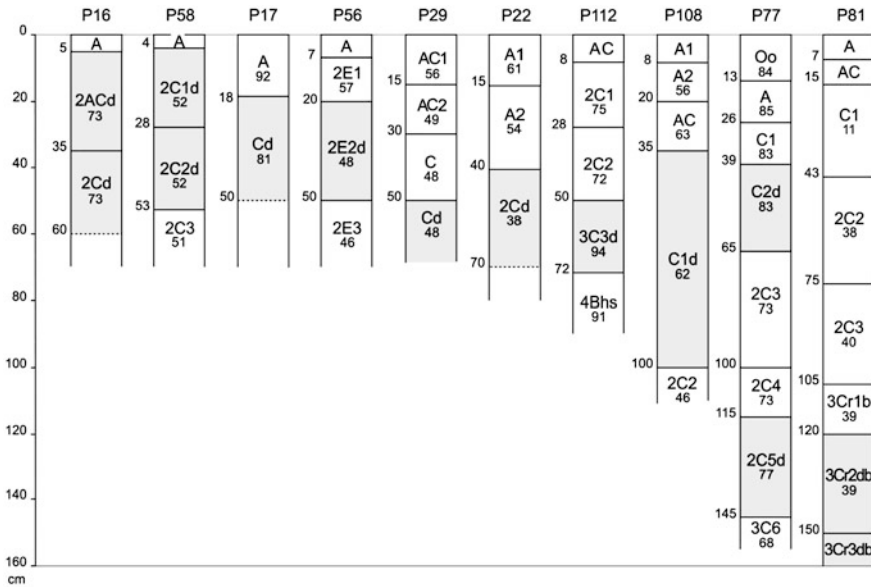 P16 P58 P17 P56 P29 P22 P112 P108 P77 P81
0
20
40
60
80
100
120
140
160
cm
5
35
60
A
2ACd
73
2Cd
73
4
28
53
A
2C1d
52
2C2d
52
2C3
51
18
50
A
92
Cd
81
7
20
50
A
2E1
57
2E2d
48
2E3
46
15
30
50
AC1
56
AC2
49
C
48
Cd
48
15
40
70
A1
61
A2
54
2Cd
38
8
28
50
72
AC
2C1
75
2C2
72
3C3d
94
4Bhs
91
8
20
35
100
A1
A2
56
AC
63
C1d
62
2C2
46
13
26
39
65
100
115
145
Oo
84
A
85
C1
83
C2d
83
2C3
73
2C4
73
2C5d
77
3C6
68
7
15
43
75
105
120
150
A
AC
C1
11
2C2
38
2C3
40
3Cr1b
39
3Cr2db
39
3Cr3db